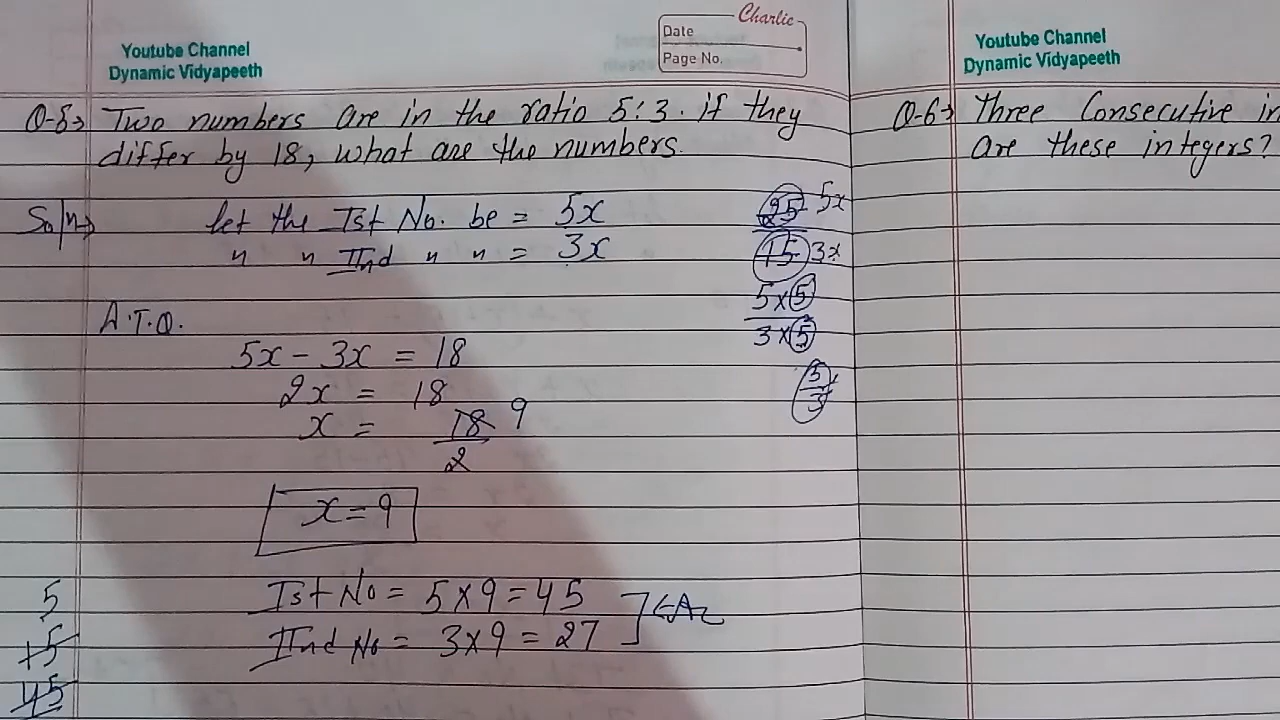 Charlie
Date
Page No.
Youtube Channel
Dynamic Vidyapeeth
Q-5→ Two numbers are in the ratio 5:3. if they
differ by 18, what are the numbers.
Soln→ let the Ist No. be = 5x
" " IInd " " = 3x
A.T.Q.
5x - 3x = 18
2x = 18
x = 18 9
2
x = 9
Ist No = 5x9 = 45
IInd No = 3x9 = 27
25 5x
15 3x
5x5
3x5
5
3
5
+5
45
Youtube Channel
Dynamic Vidyapeeth
Q-6→ Three Consecutive in
are these integers?